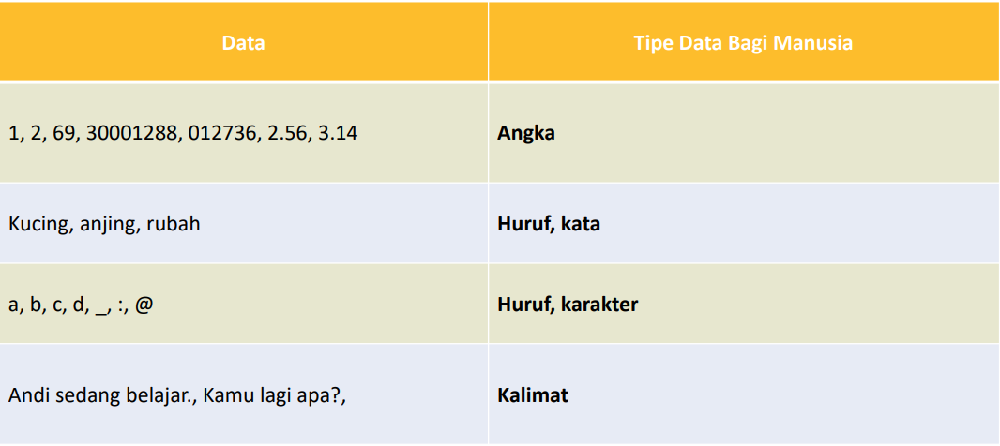 Data
Tipe Data Bagi Manusia
1, 2, 69, 30001288, 012736, 2.56, 3.14
Angka
Kucing, anjing, rubah
Huruf, kata
a, b, c, d, _, :, @
Huruf, karakter
Andi sedang belajar., Kamu lagi apa?,
Kalimat